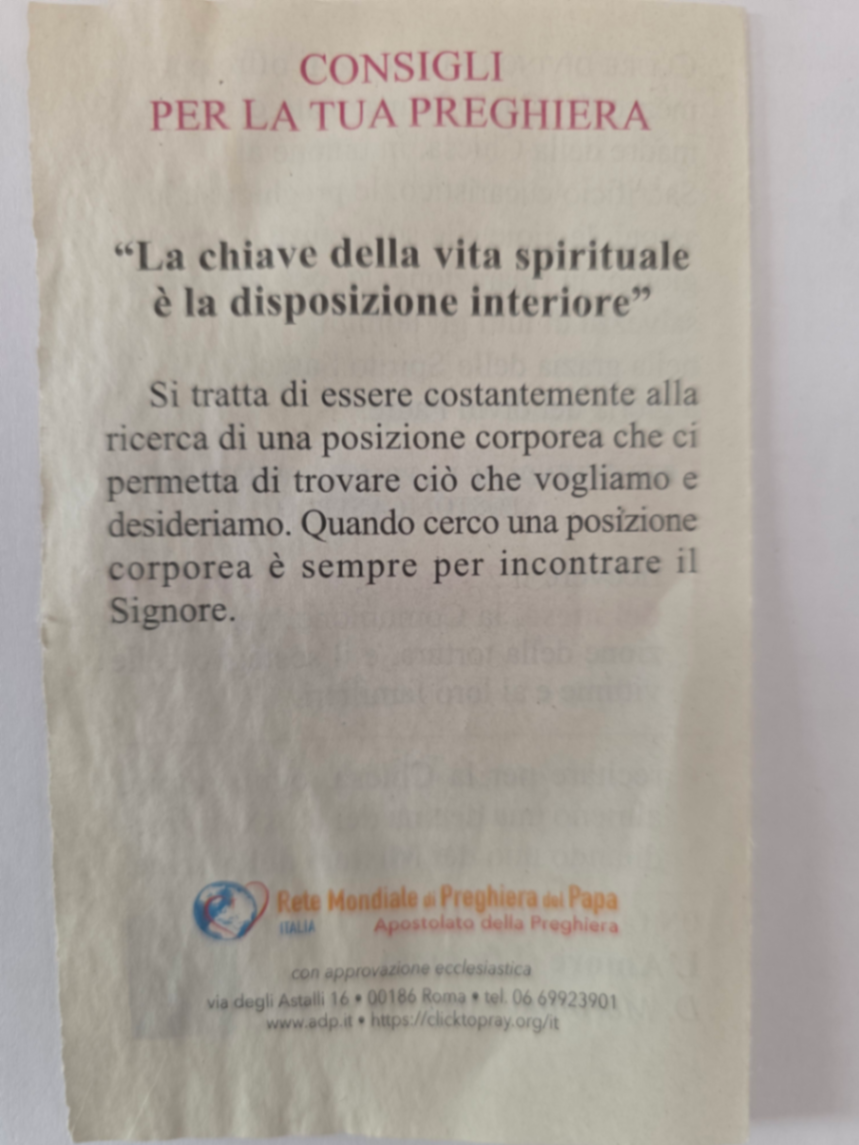 CONSIGLI
PER LA TUA PREGHIERA
“La chiave della vita spirituale
è la disposizione interiore”
Si tratta di essere costantemente alla
ricerca di una posizione corporea che ci
permetta di trovare ciò che vogliamo e
desideriamo. Quando cerco una posizione
corporea è sempre per incontrare il
Signore.
Rete Mondiale di Preghiera del Papa
ITALIA Apostolato della Preghiera
con approvazione ecclesiastica
via degli Astalli 16 • 00186 Roma • tel. 06 69923901
www.adp.it • https://clicktopray.org/it